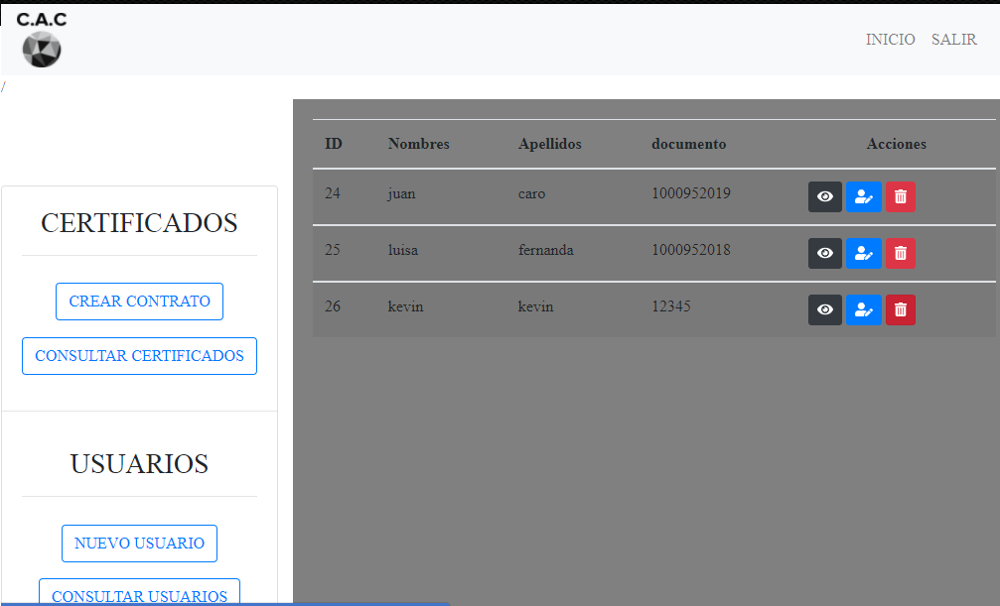 C.A.C
INICIO SALIR
/
CERTIFICADOS
CREAR CONTRATO
CONSULTAR CERTIFICADOS
USUARIOS
NUEVO USUARIO
CONSULTAR USUARIOS
ID Nombres Apellidos documento Acciones
24 juan caro 1000952019
25 luisa fernanda 1000952018
26 kevin kevin 12345